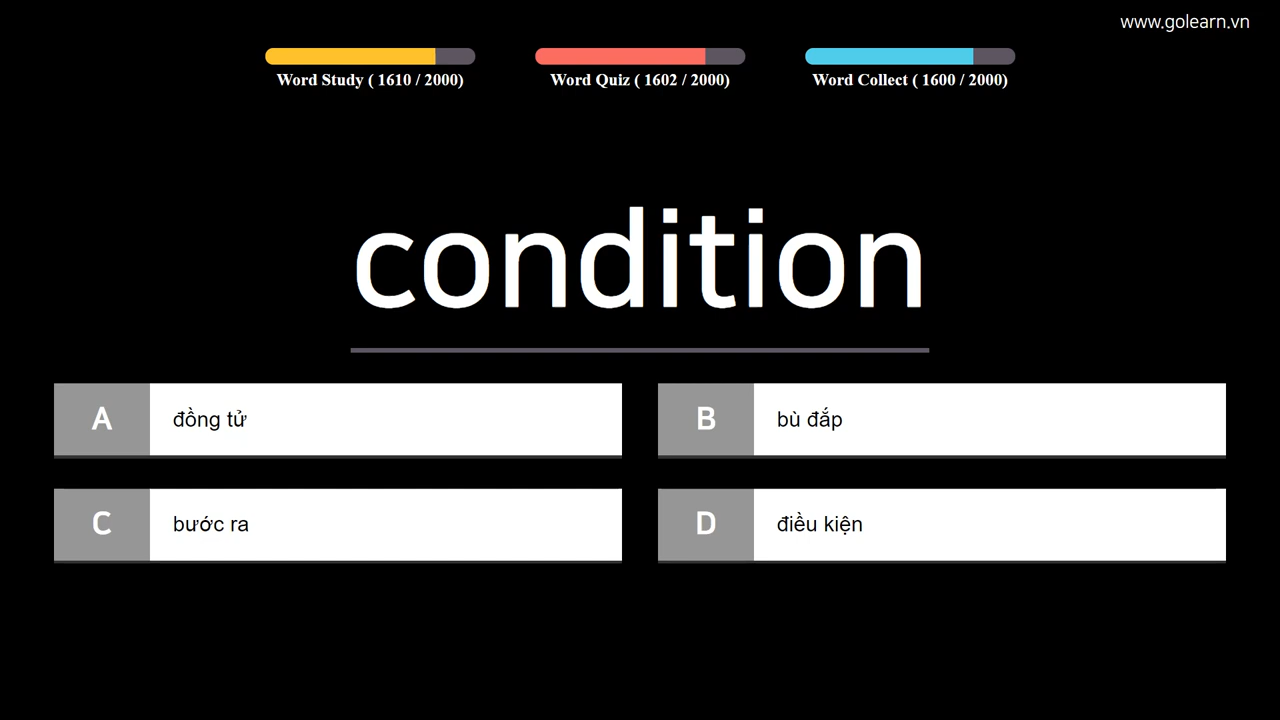 www.golearn.vn
Word Study ( 1610 / 2000)
Word Quiz ( 1602 / 2000)
Word Collect ( 1600 / 2000)
condition
A đồng tử
B bù đắp
C bước ra
D điều kiện